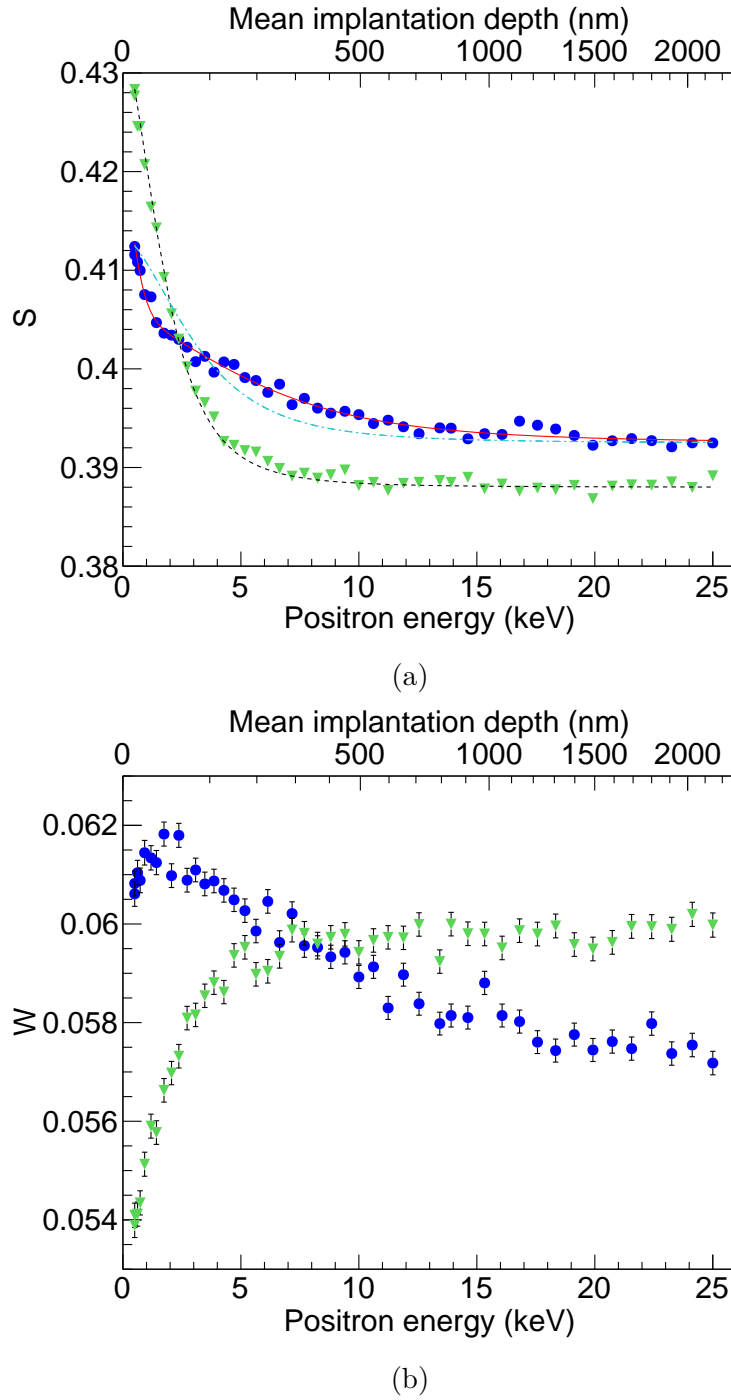 Mean implantation depth (nm)
0 500 1000 1500 2000
0.43
0.42
0.41
S
0.4
0.39
0.38
0 5 10 15 20 25
Positron energy (keV)
(a)
Mean implantation depth (nm)
0 500 1000 1500 2000
0.062
0.06
0.058
W
0.056
0.054
0 5 10 15 20 25
Positron energy (keV)
(b)